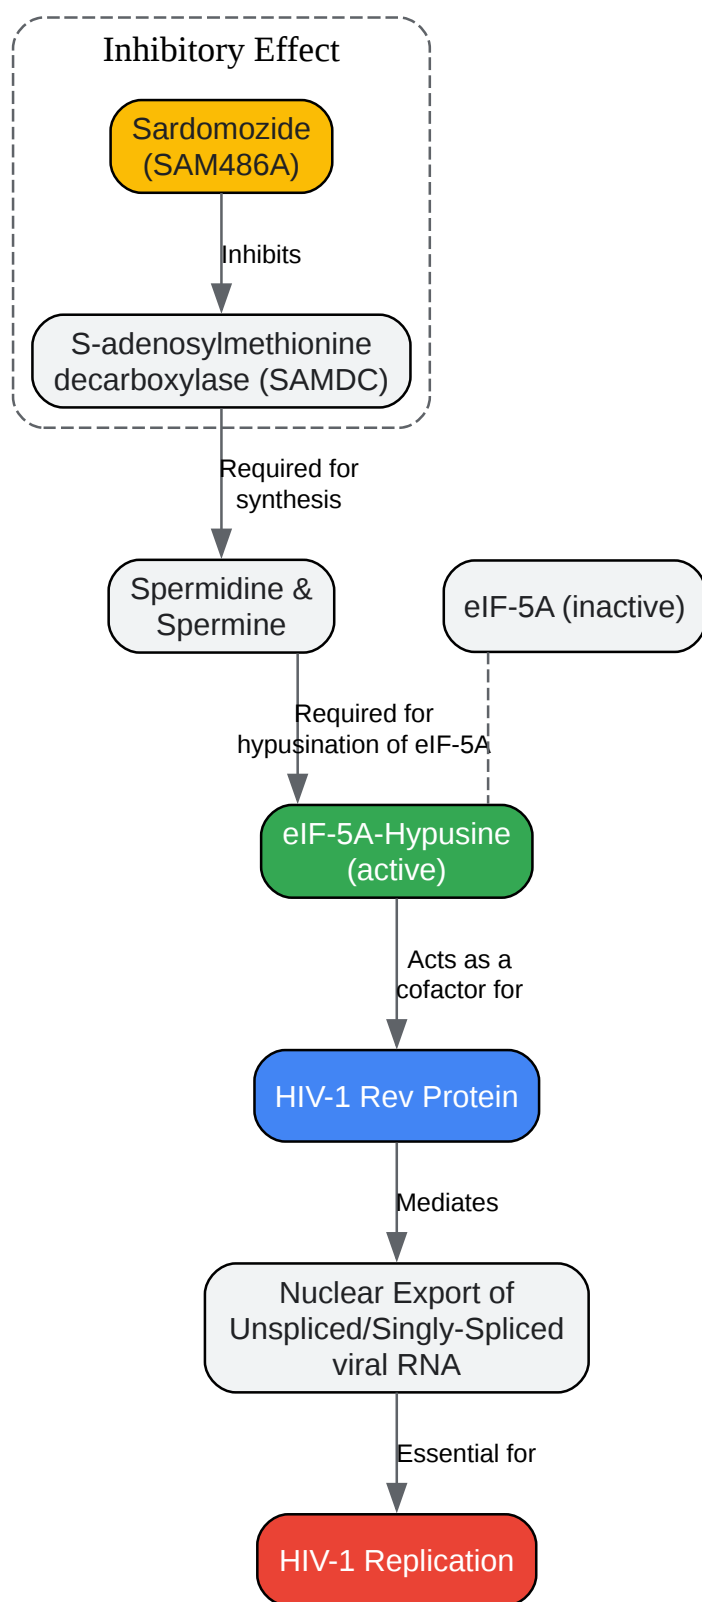 Inhibitory Effect
Sardomozide
(SAM486A)
Inhibits
S-adenosylmethionine
decarboxylase (SAMDC)
Required for
synthesis
Spermidine &
Spermine
eIF-5A (inactive)
Required for
hypusination of eIF-5A
eIF-5A-Hypusine
(active)
Acts as a
cofactor for
HIV-1 Rev Protein
Mediates
Nuclear Export of
Unspliced/Singly-Spliced
viral RNA
Essential for
HIV-1 Replication